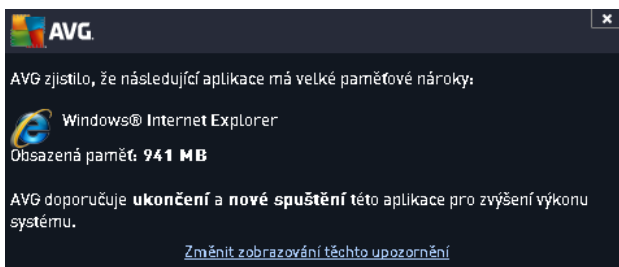 AVG.
AVG zjistilo, že následující aplikace má velké paměťové nároky:
Windows® Internet Explorer
Obsazená paměť: 941 MB
AVG doporučuje ukončení a nové spuštění této aplikace pro zvýšení výkonu
systému.
Změnit zobrazování těchto upozornění